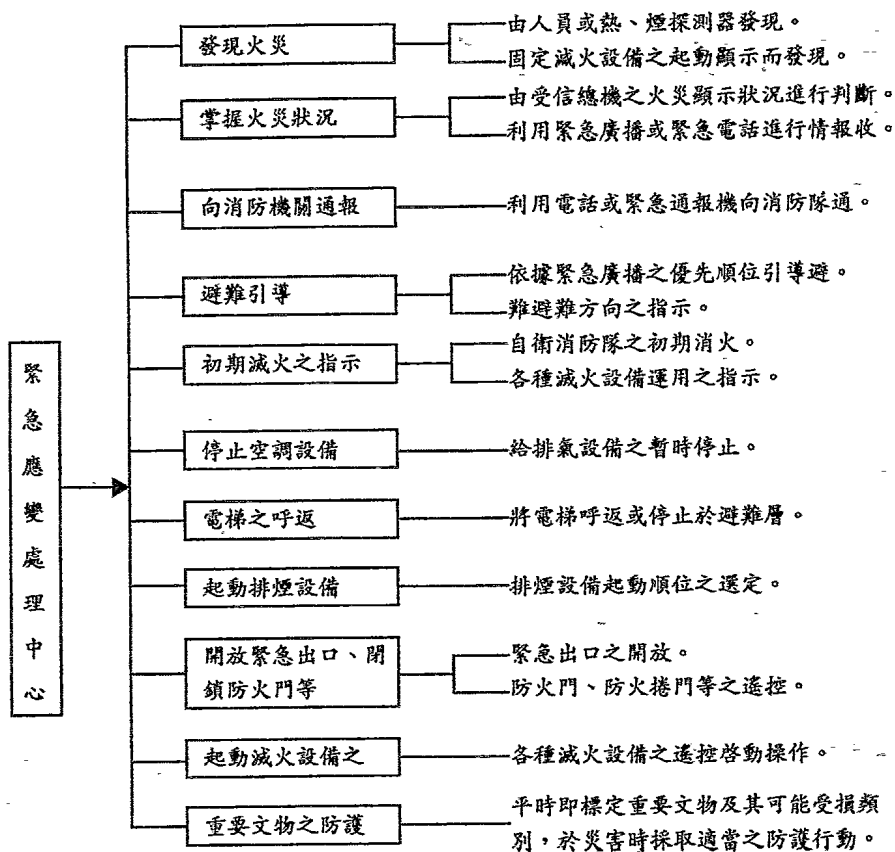 緊急應變處理中心
發現火災
由人員或熱、煙探測器發現。
固定滅火設備之起動顯示而發現。
掌握火災狀況
由受信總機之火災顯示狀況進行判斷。
利用緊急廣播或緊急電話進行情報收。
向消防機關通報
利用電話或緊急通報機向消防隊通。
避難引導
依據緊急廣播之優先順位引導避。
難避難方向之指示。
初期滅火之指示
自衛消防隊之初期消火。
各種滅火設備運用之指示。
停止空調設備
給排氣設備之暫時停止。
電梯之呼返
將電梯呼返或停止於避難層。
起動排煙設備
排煙設備起動順位之選定。
開放緊急出口、閉
鎖防火門等
緊急出口之開放。
防火門、防火捲門等之遙控。
起動滅火設備之
各種滅火設備之遙控啓動操作。
重要文物之防護
平時即標定重要文物及其可能受損類
別，於災害時採取適當之防護行動。